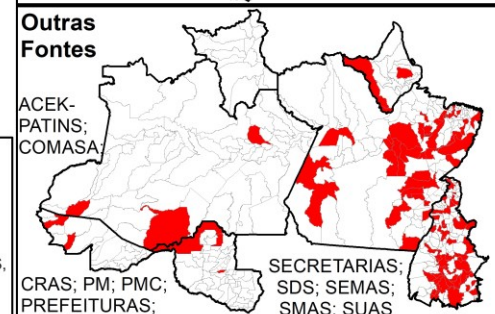 Outras
Fontes
ACEK-
PATINS;
COMASA;
CRAS; PM; PMC;
PREFEITURAS;
SECRETARIAS;
SDS; SEMAS;
SMAS; SUAS